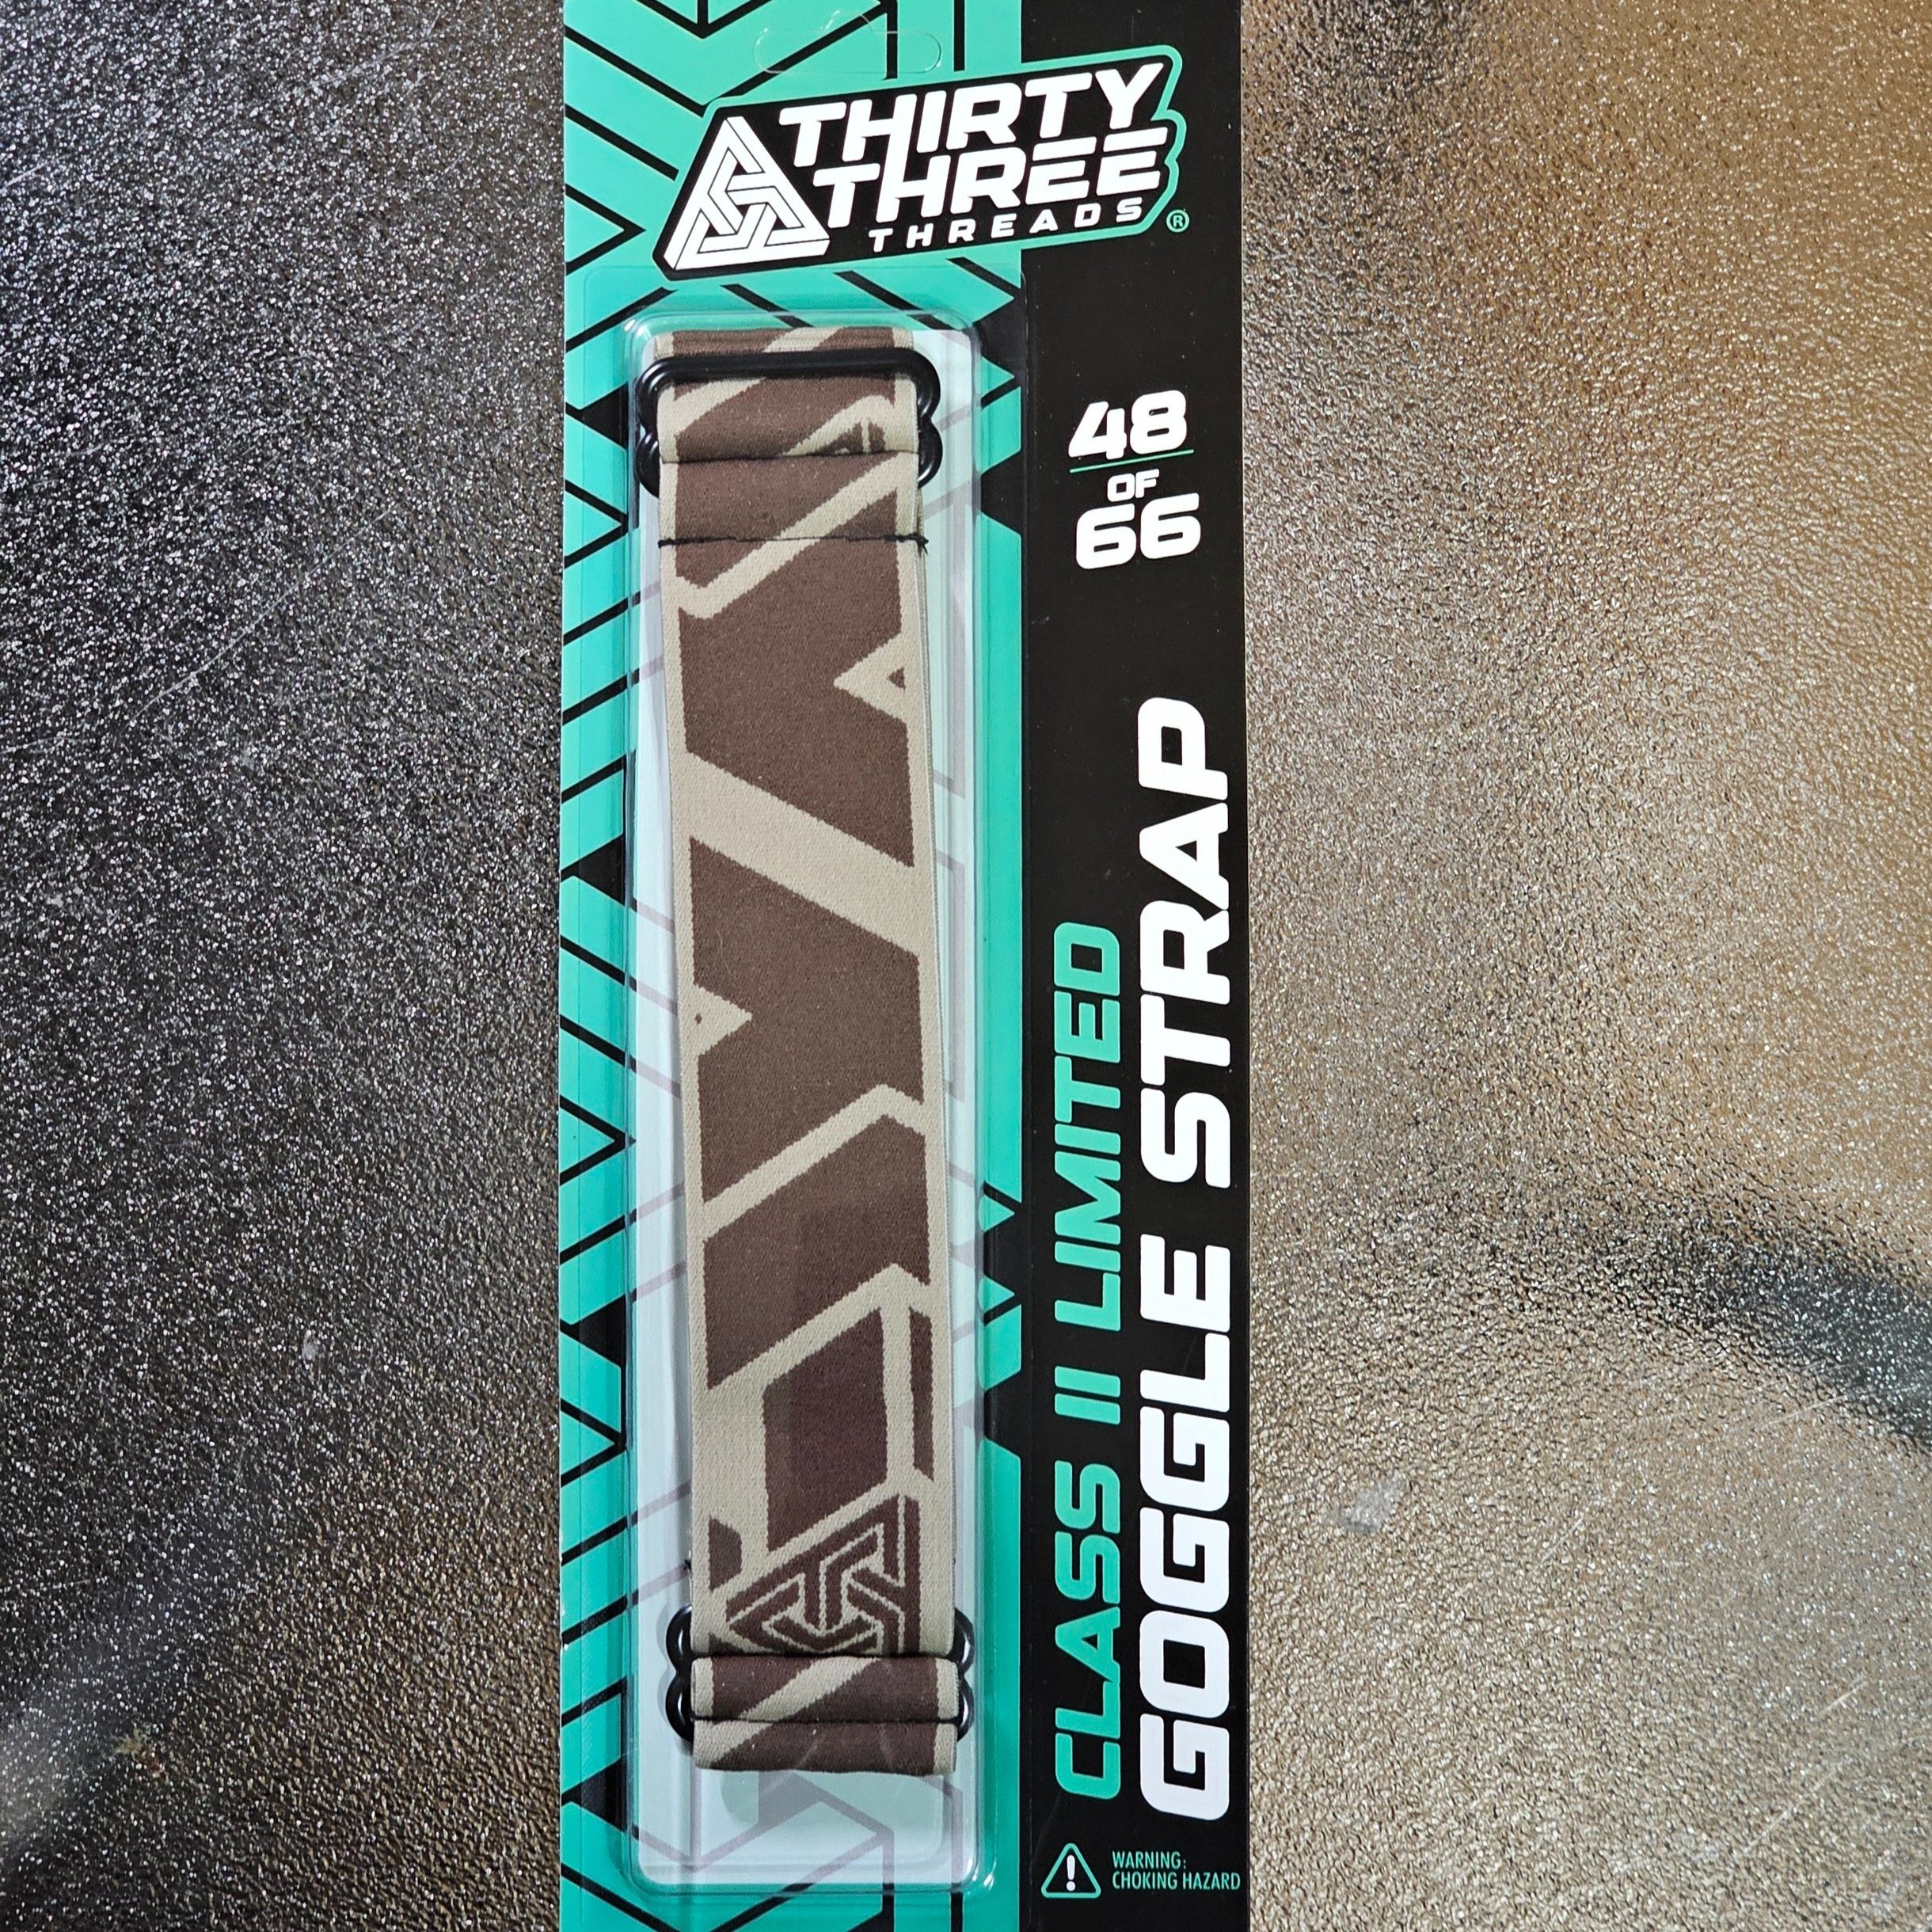 THIRTY
THREE
THREADS
®
48
OF
66
CLASS II LIMITED
GOGGLE STRAP
WARNING:
CHOKING HAZARD